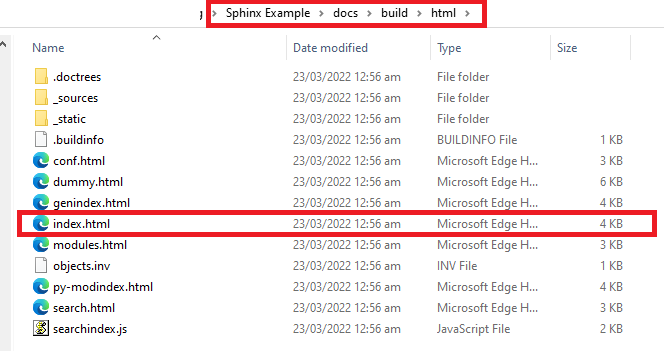 Sphinx Example > docs > build > html >
Name Date modified Type Size
.doctrees 23/03/2022 12:56 am File folder
_sources 23/03/2022 12:56 am File folder
_static 23/03/2022 12:56 am File folder
.buildinfo 23/03/2022 12:56 am BUILDINFO File 1 KB
conf.html 23/03/2022 12:56 am Microsoft Edge H... 3 KB
dummy.html 23/03/2022 12:56 am Microsoft Edge H... 6 KB
genindex.html 23/03/2022 12:56 am Microsoft Edge H... 4 KB
index.html 23/03/2022 12:56 am Microsoft Edge H... 4 KB
modules.html 23/03/2022 12:56 am Microsoft Edge H... 3 KB
objects.inv 23/03/2022 12:56 am INV File 1 KB
py-modindex.html 23/03/2022 12:56 am Microsoft Edge H... 4 KB
search.html 23/03/2022 12:56 am Microsoft Edge H... 3 KB
searchindex.js 23/03/2022 12:56 am JavaScript File 2 KB